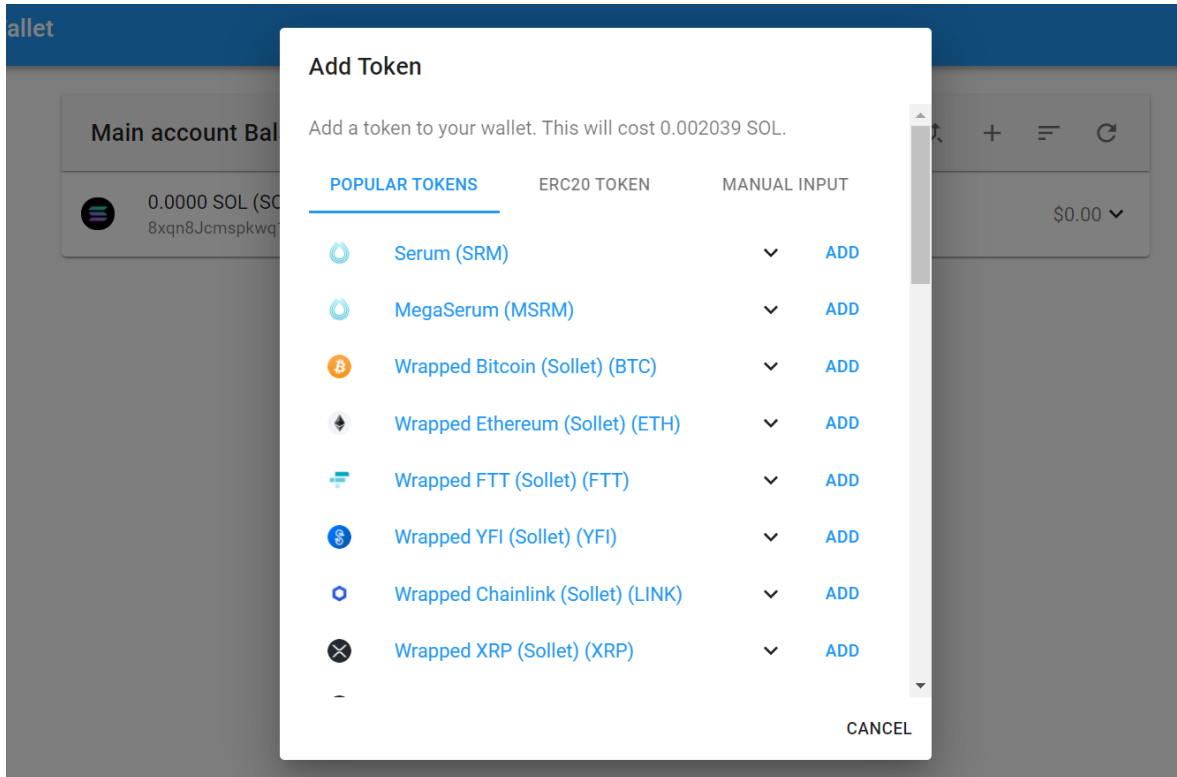 allet
Add Token
Main account Bal
Add a token to your wallet. This will cost 0.002039 SOL.
POPULAR TOKENS ERC20 TOKEN MANUAL INPUT
0.0000 SOL (SO
8xqn8Jcmspkwq
$0.00
Serum (SRM) ADD
MegaSerum (MSRM) ADD
Wrapped Bitcoin (Sollet) (BTC) ADD
Wrapped Ethereum (Sollet) (ETH) ADD
Wrapped FTT (Sollet) (FTT) ADD
Wrapped YFI (Sollet) (YFI) ADD
Wrapped Chainlink (Sollet) (LINK) ADD
Wrapped XRP (Sollet) (XRP) ADD
CANCEL